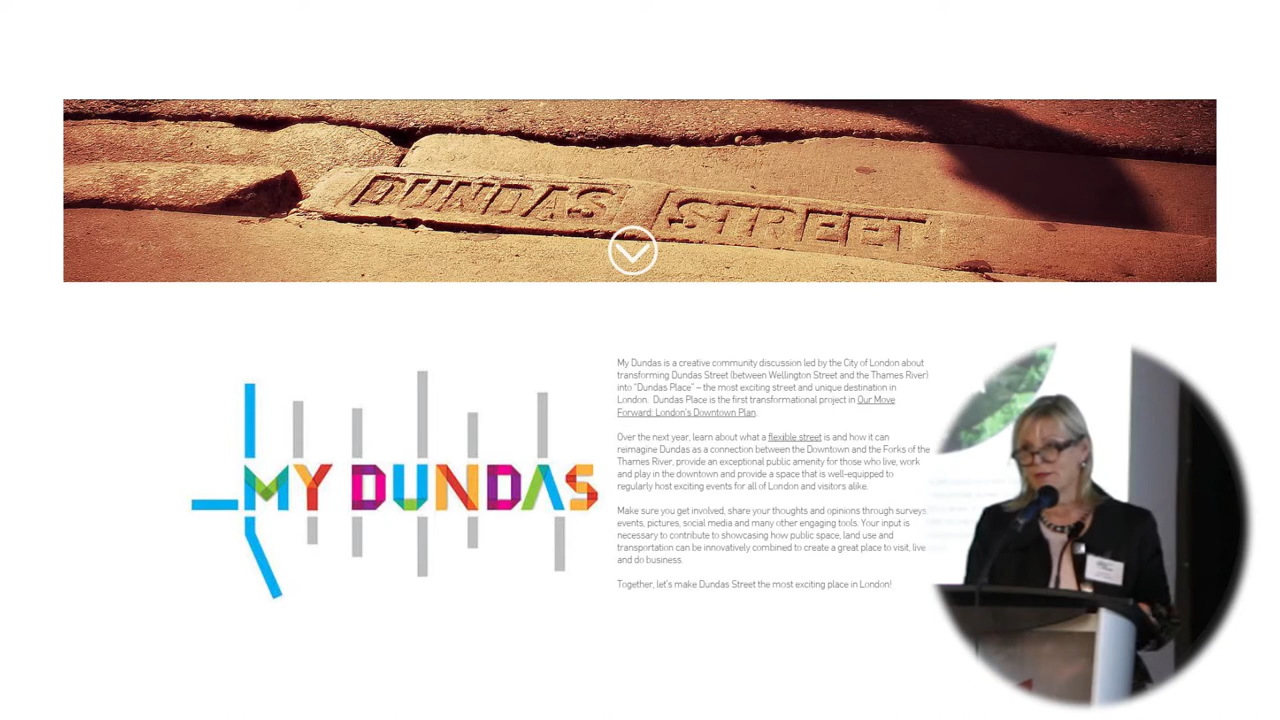 DUNDAS STREET
MY DUNDAS
My Dundas is a creative community discussion led by the City of London about
transforming Dundas Street (between Wellington Street and the Thames River)
into “Dundas Place” – the most exciting street and unique destination in
London. Dundas Place is the first transformational project in Our Move
Forward: London's Downtown Plan.
Over the next year, learn about what a flexible street is and how it can
reimagine Dundas as a connection between the Downtown and the Forks of the
Thames River, provide an exceptional public amenity for those who live, work
and play in the downtown and provide a space that is well-equipped to
regularly host exciting events for all of London and visitors alike.
Make sure you get involved, share your thoughts and opinions through surveys,
events, pictures, social media and many other engaging tools. Your input is
necessary to contribute to showcasing how public space, land use and
transportation can be innovatively combined to create a great place to visit, live
and do business.
Together, let's make Dundas Street the most exciting place in London!